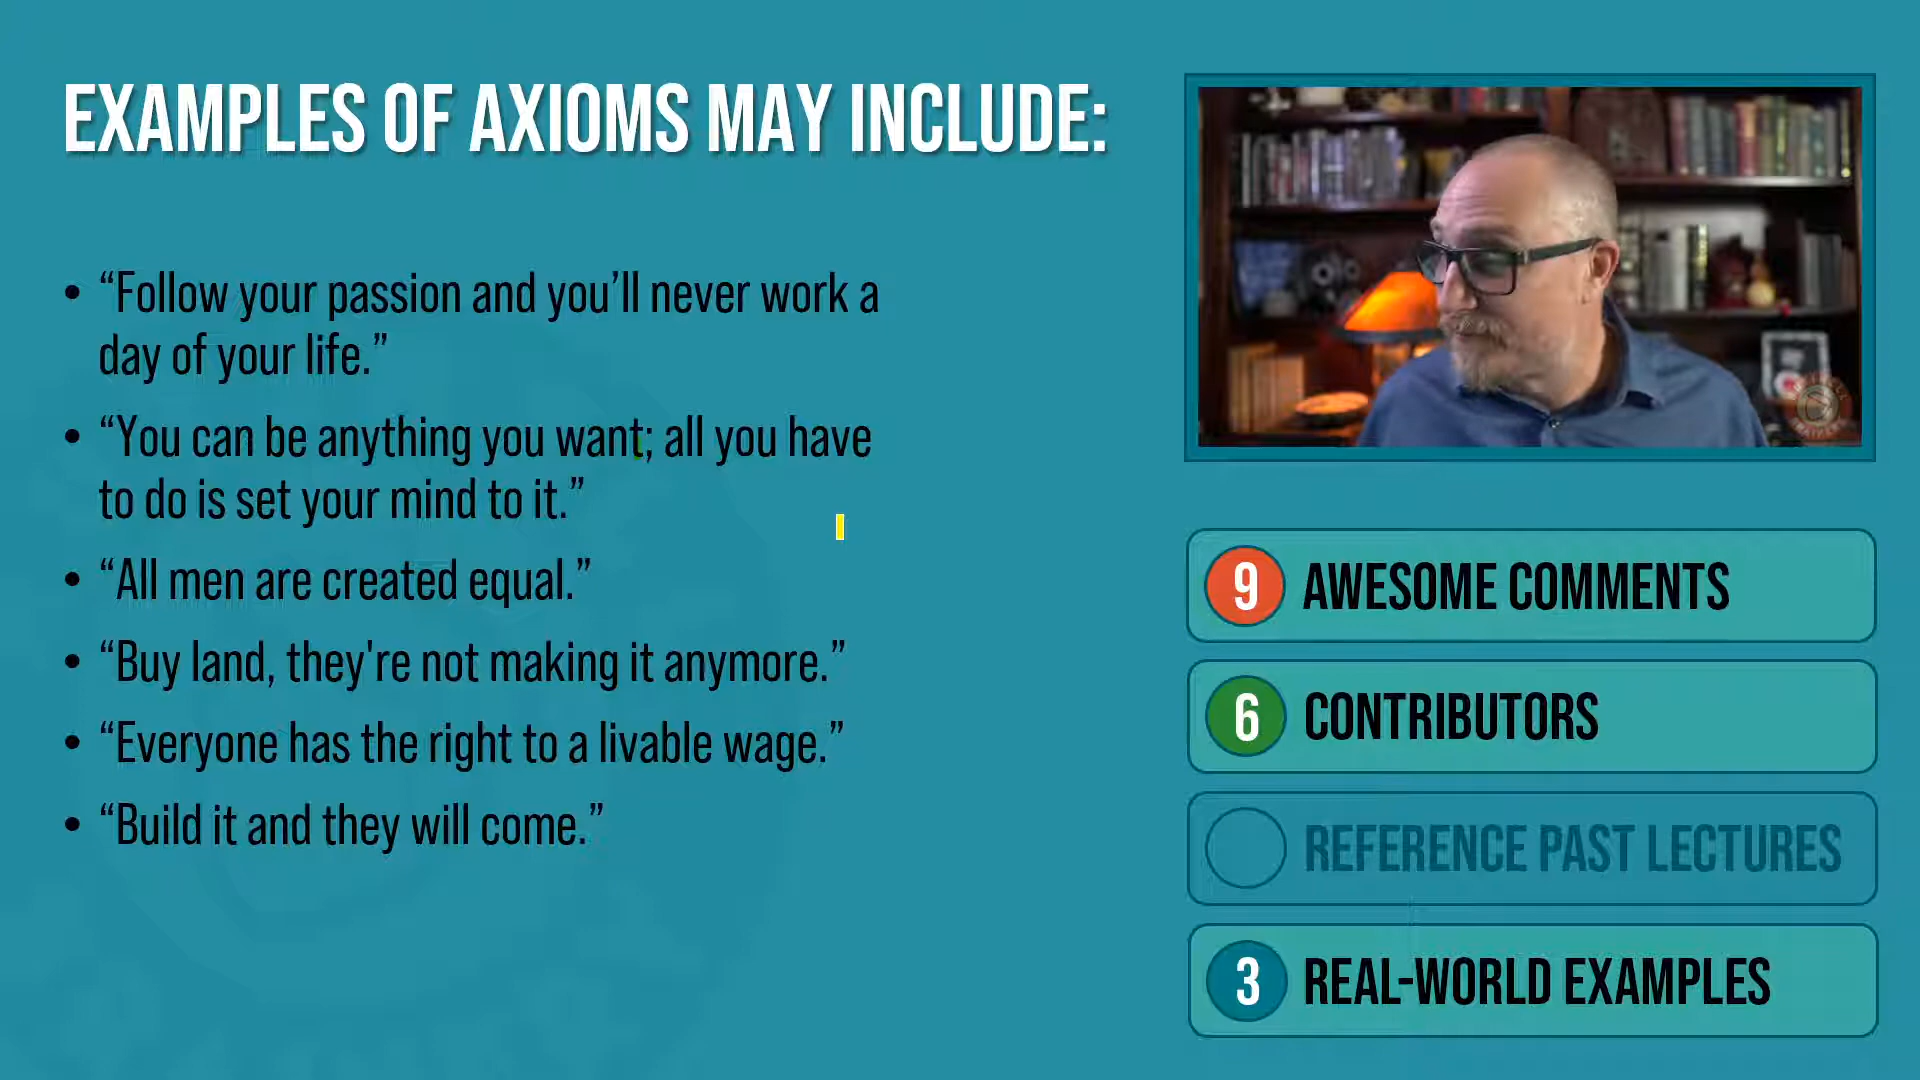 EXAMPLES OF AXIOMS MAY INCLUDE:
• “Follow your passion and you’ll never work a
day of your life.”
• “You can be anything you want; all you have
to do is set your mind to it.”
• “All men are created equal.”
• “Buy land, they're not making it anymore.”
• “Everyone has the right to a livable wage.”
• “Build it and they will come.”
9 AWESOME COMMENTS
6 CONTRIBUTORS
REFERENCE PAST LECTURES
3 REAL-WORLD EXAMPLES